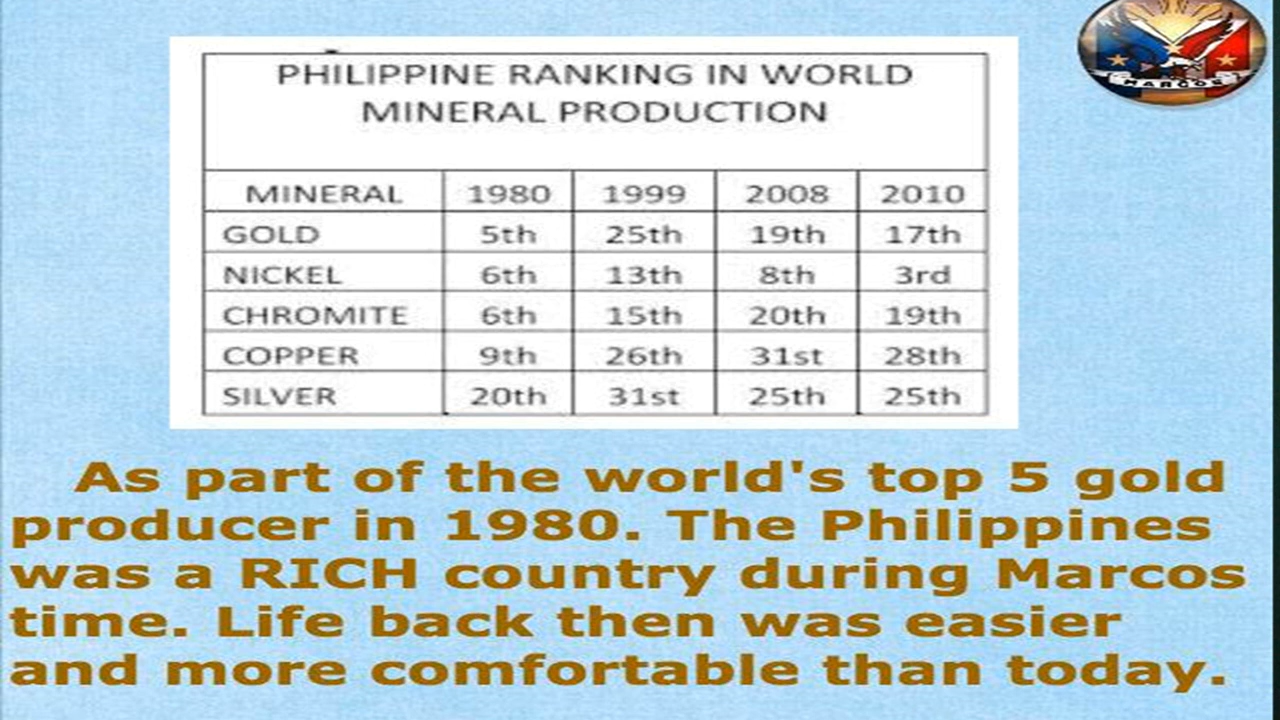 PHILIPPINE RANKING IN WORLD
MINERAL PRODUCTION
MINERAL 1980 1999 2008 2010
GOLD 5th 25th 19th 17th
NICKEL 6th 13th 8th 3rd
CHROMITE 6th 15th 20th 19th
COPPER 9th 26th 31st 28th
SILVER 20th 31st 25th 25th
As part of the world's top 5 gold
producer in 1980. The Philippines
was a RICH country during Marcos
time. Life back then was easier
and more comfortable than today.
MARCOS